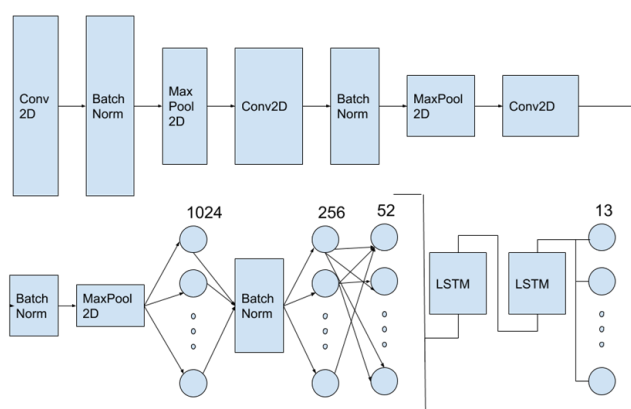 Conv
2D
Batch
Norm
Max
Pool
2D
Conv2D
Batch
Norm
MaxPool
2D
Conv2D
1024
256
52
13
Batch
Norm
MaxPool
2D
Batch
Norm
LSTM
LSTM